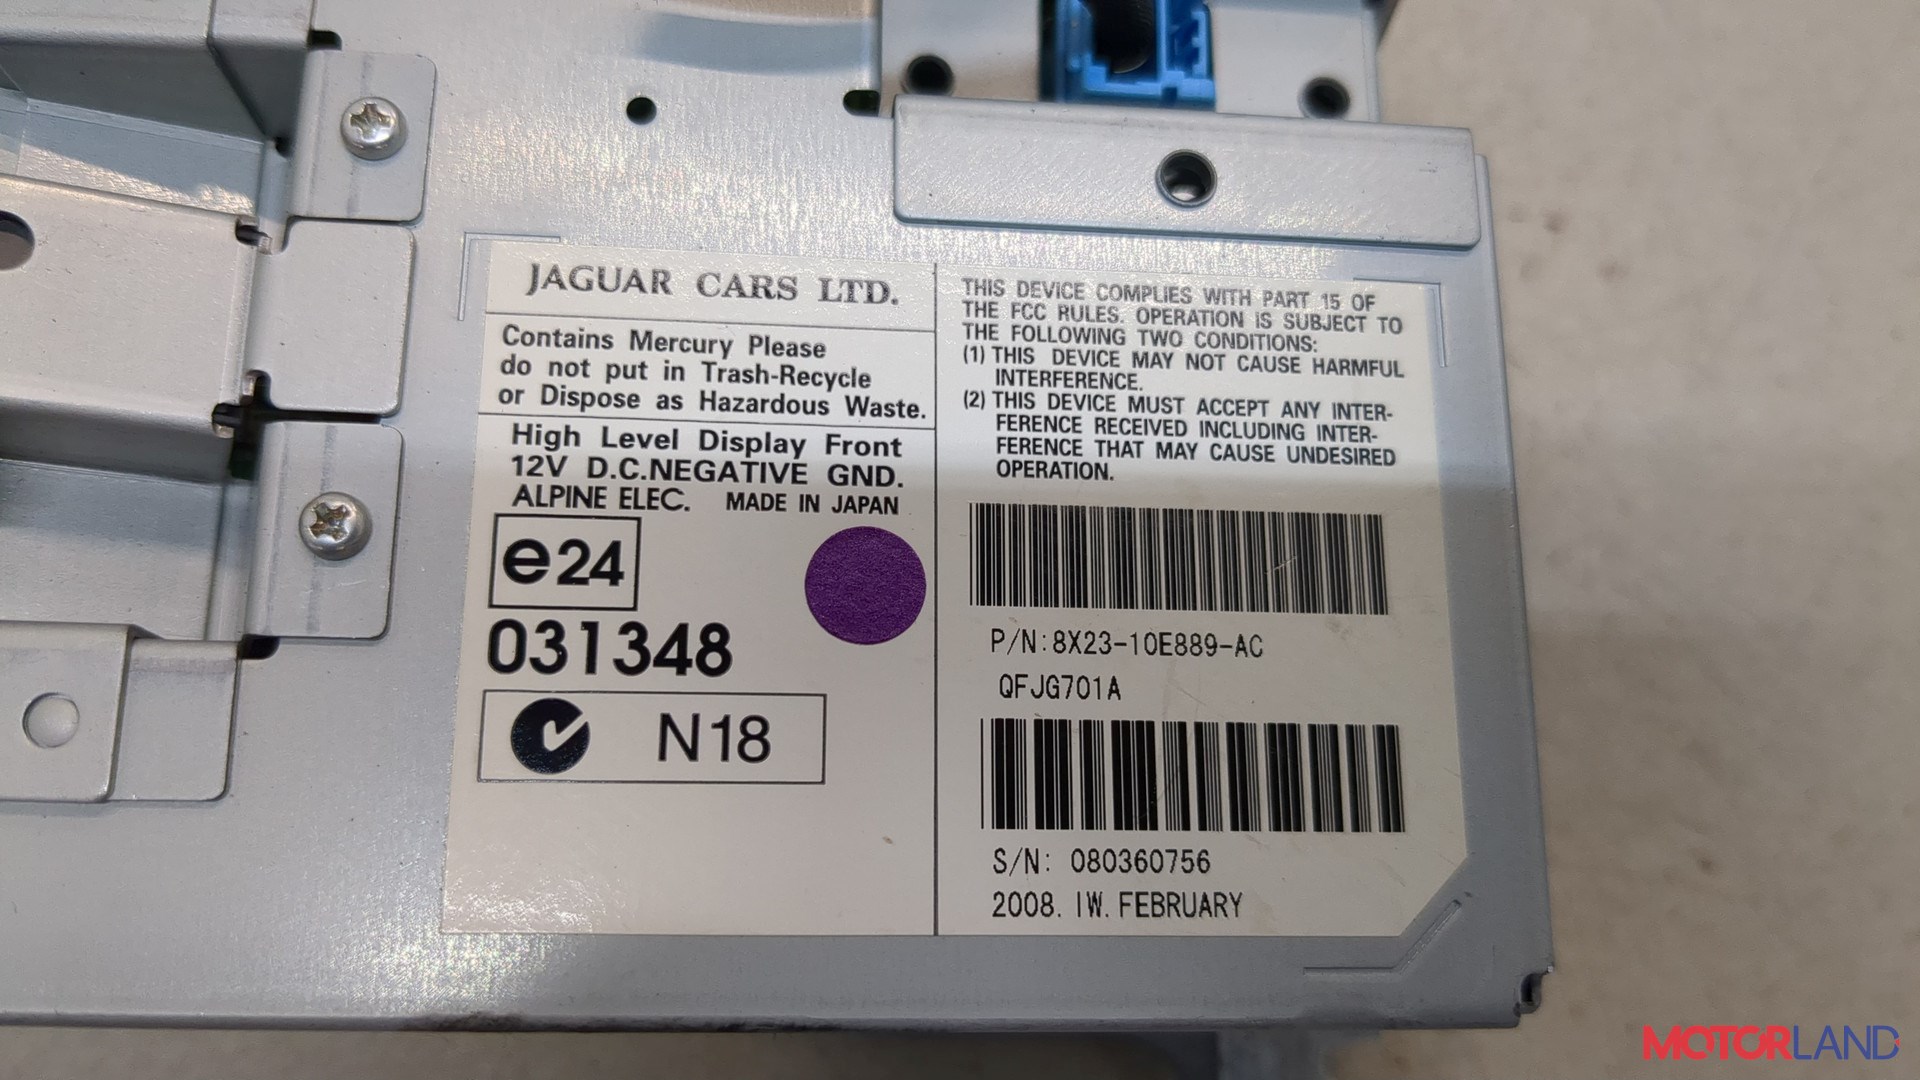 JAGUAR CARS LTD.
Contains Mercury Please
do not put in Trash-Recycle
or Dispose as Hazardous Waste.
High Level Display Front
12V D.C.NEGATIVE GND.
ALPINE ELEC. MADE IN JAPAN
e24
031348
N18
THIS DEVICE COMPLIES WITH PART 15 OF
THE FCC RULES. OPERATION IS SUBJECT TO
THE FOLLOWING TWO CONDITIONS:
(1) THIS DEVICE MAY NOT CAUSE HARMFUL
INTERFERENCE.
(2) THIS DEVICE MUST ACCEPT ANY INTER-
FERENCE RECEIVED INCLUDING INTER-
FERENCE THAT MAY CAUSE UNDESIRED
OPERATION.
P/N:8X23-10E889-AC
QFJG701A
S/N: 080360756
2008. IW. FEBRUARY
MOTORLAND